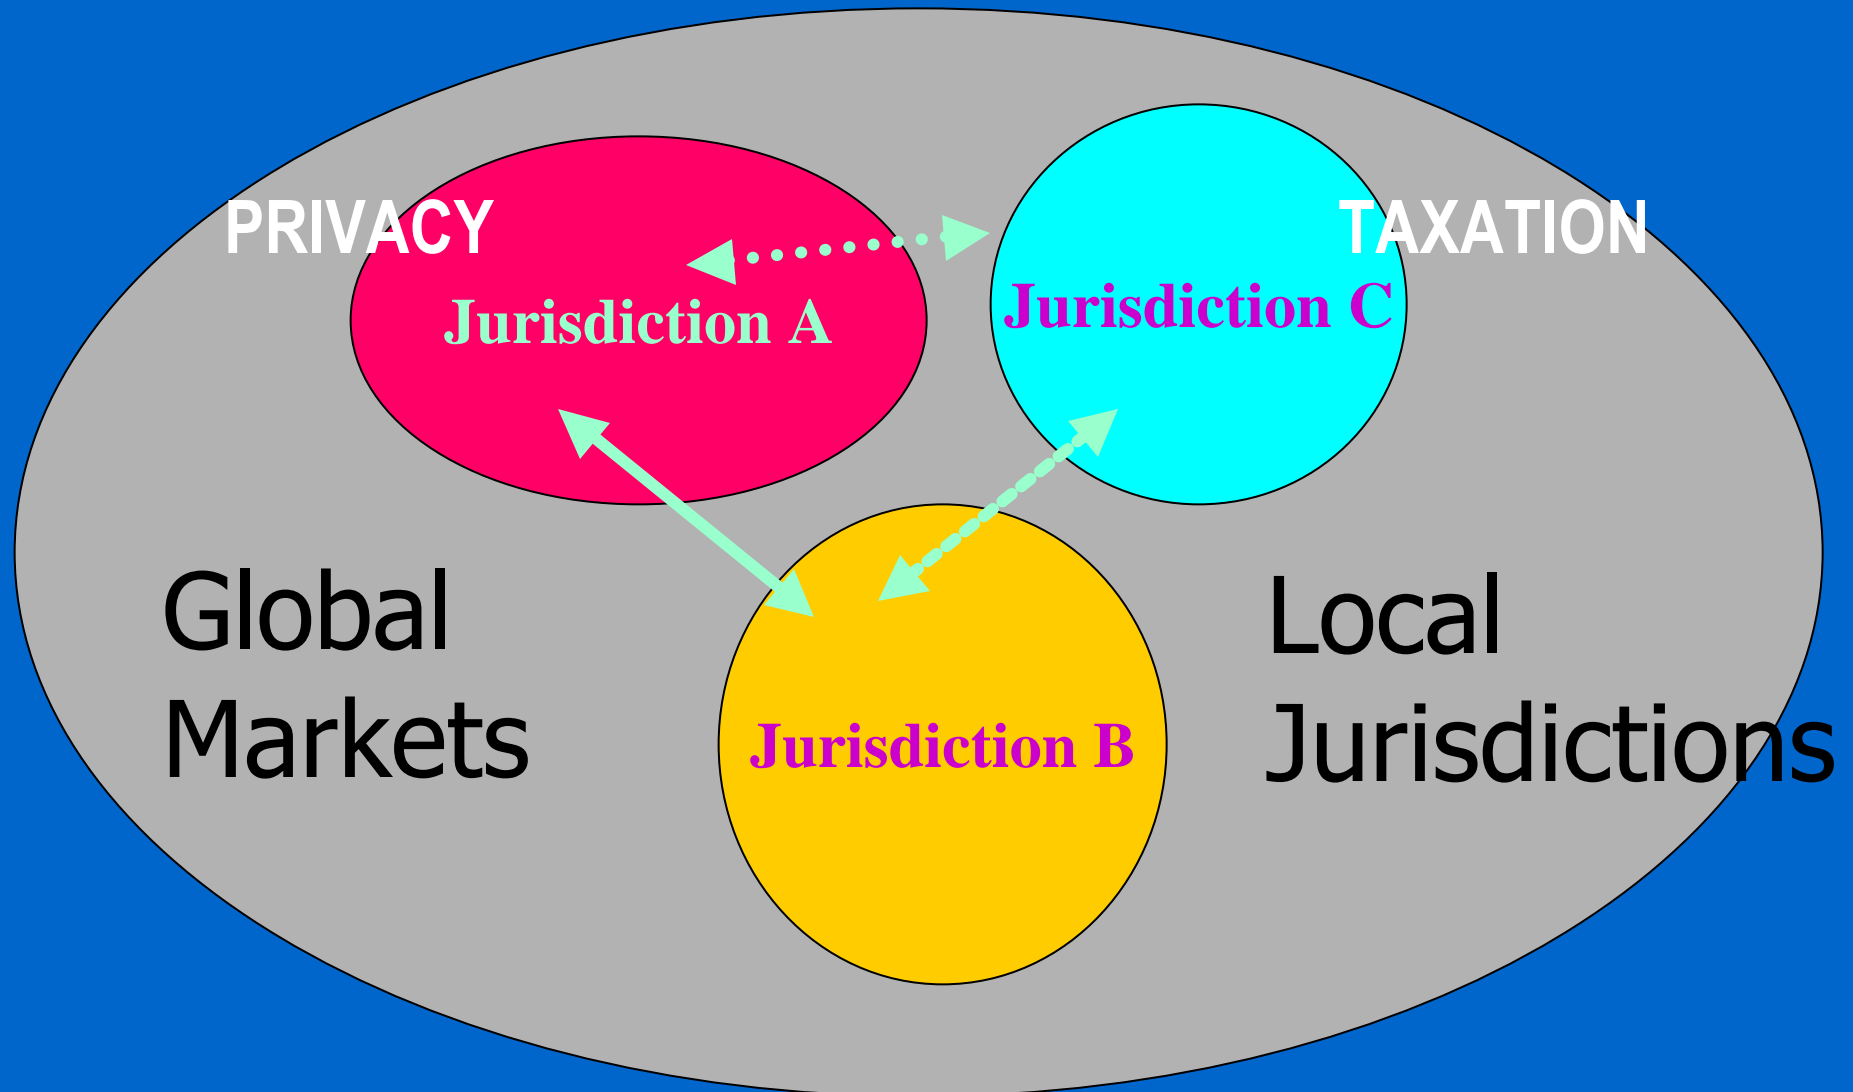 PRIVACY
TAXATION
Jurisdiction A
Jurisdiction C
Global
Markets
Local
Jurisdictions
Jurisdiction B